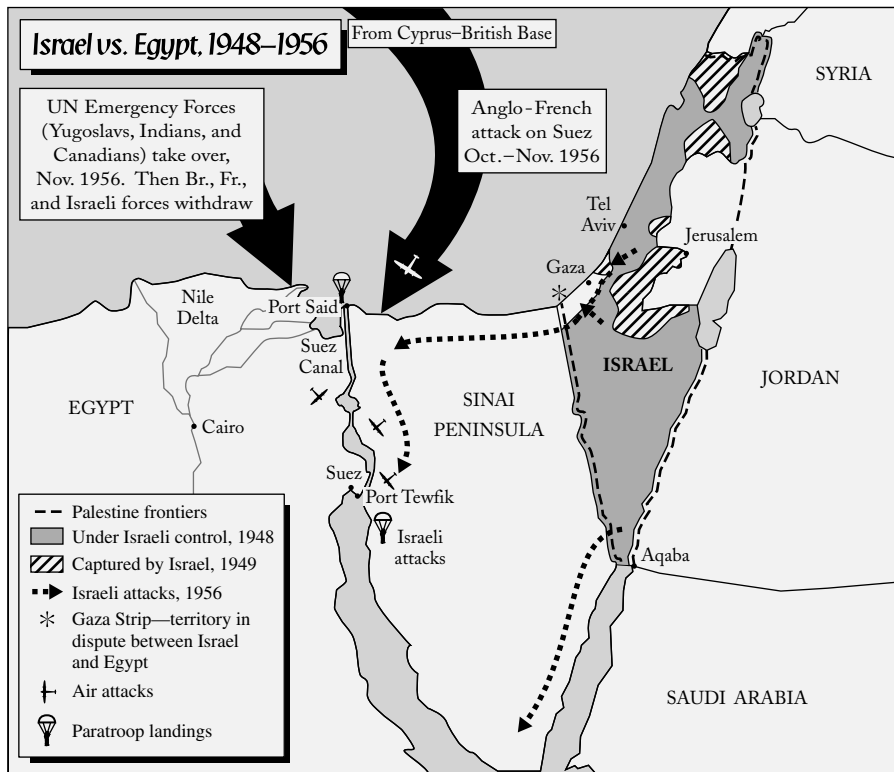 Israel vs. Egypt, 1948–1956
From Cyprus–British Base
UN Emergency Forces
(Yugoslavs, Indians, and
Canadians) take over,
Nov. 1956. Then Br., Fr.,
and Israeli forces withdraw
Anglo-French
attack on Suez
Oct.–Nov. 1956
SYRIA
Tel
Aviv
Jerusalem
Gaza
Nile
Delta
Port Said
Suez
Canal
ISRAEL
JORDAN
SINAI
PENINSULA
EGYPT
Cairo
Suez
Port Tewfik
Israeli
attacks
Aqaba
SAUDI ARABIA
Palestine frontiers
Under Israeli control, 1948
Captured by Israel, 1949
Israeli attacks, 1956
Gaza Strip—territory in
dispute between Israel
and Egypt
Air attacks
Paratroop landings